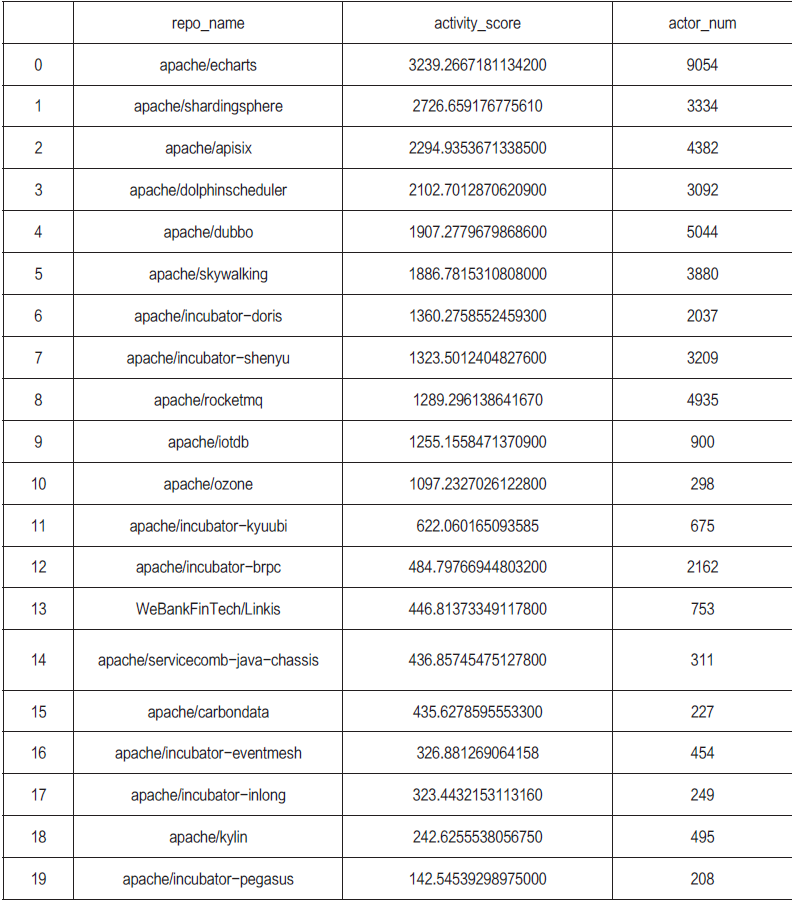 repo_name activity_score actor_num
0 apache/echarts 3239.2667181134200 9054
1 apache/shardingsphere 2726.659176775610 3334
2 apache/apisix 2294.9353671338500 4382
3 apache/dolphinscheduler 2102.7012870620900 3092
4 apache/dubbo 1907.2779679868600 5044
5 apache/skywalking 1886.7815310808000 3880
6 apache/incubator-doris 1360.2758552459300 2037
7 apache/incubator-shenyu 1323.5012404827600 3209
8 apache/rocketmq 1289.296138641670 4935
9 apache/iotdb 1255.1558471370900 900
10 apache/ozone 1097.2327026122800 298
11 apache/incubator-kyuubi 622.060165093585 675
12 apache/incubator-brpc 484.79766944803200 2162
13 WeBankFinTech/Linkis 446.81373349117800 753
14 apache/servicecomb-java-chassis 436.85745475127800 311
15 apache/carbondata 435.6278595553300 227
16 apache/incubator-eventmesh 326.881269064158 454
17 apache/incubator-inlong 323.4432153113160 249
18 apache/kylin 242.6255538056750 495
19 apache/incubator-pegasus 142.54539298975000 208